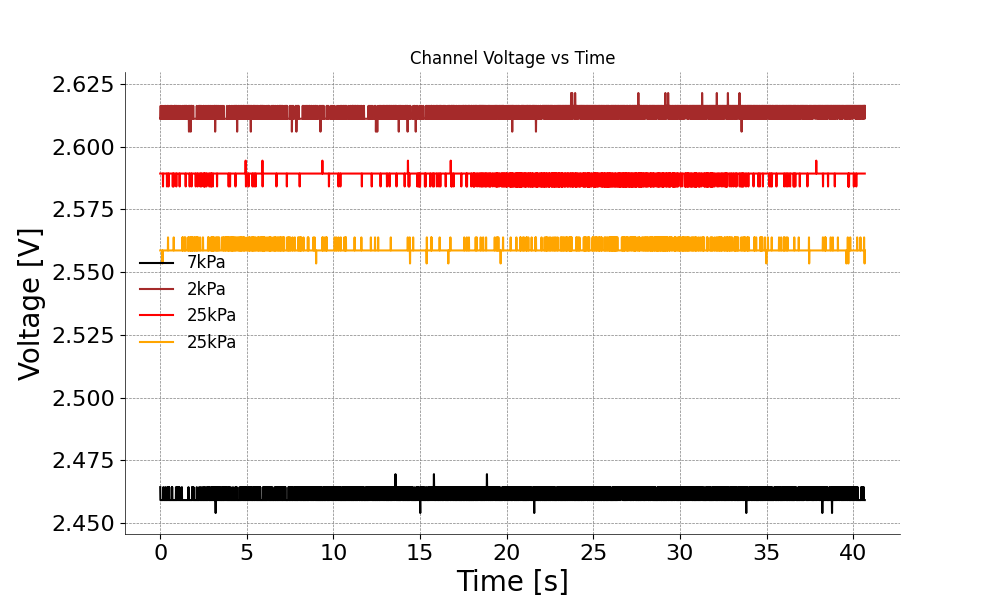 Channel Voltage vs Time
Voltage [V]
2.625
2.600
2.575
2.550
2.525
2.500
2.475
2.450
7kPa
2kPa
25kPa
25kPa
0 5 10 15 20 25 30 35 40
Time [s]